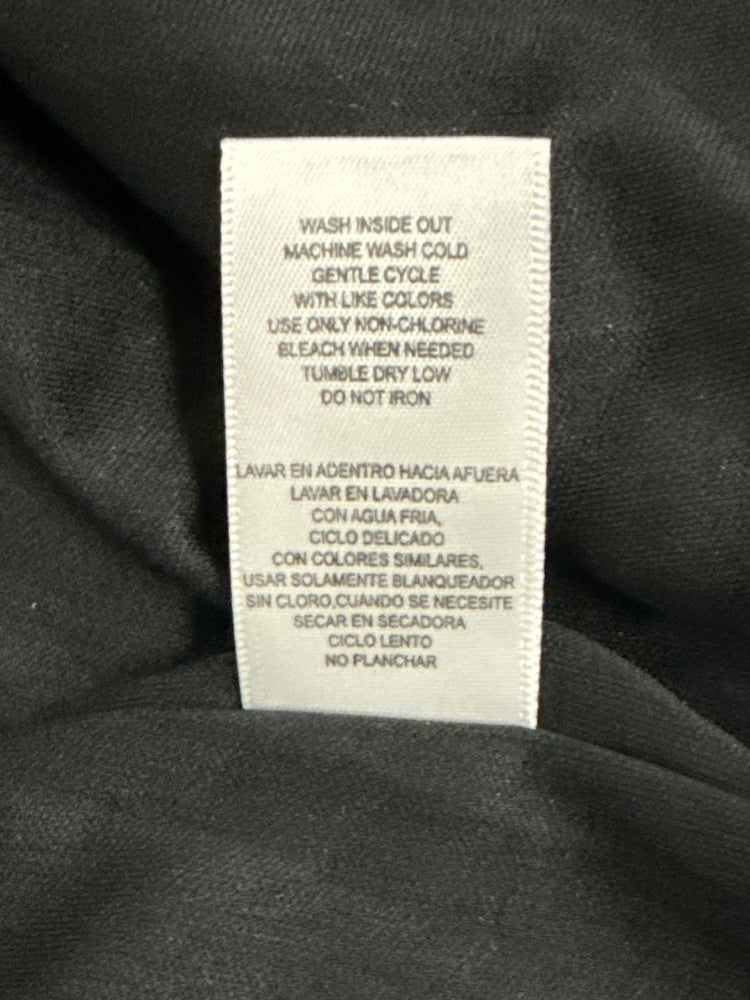 WASH INSIDE OUT
MACHINE WASH COLD
GENTLE CYCLE
WITH LIKE COLORS
USE ONLY NON-CHLORINE
BLEACH WHEN NEEDED
TUMBLE DRY LOW
DO NOT IRON
LAVAR EN ADENTRO HACIA AFUERA
LAVAR EN LAVADORA
CON AGUA FRIA,
CICLO DELICADO
CON COLORES SIMILARES,
USAR SOLAMENTE BLANQUEADOR
SIN CLORO,CUANDO SE NECESITE
SECAR EN SECADORA
CICLO LENTO
NO PLANCHAR